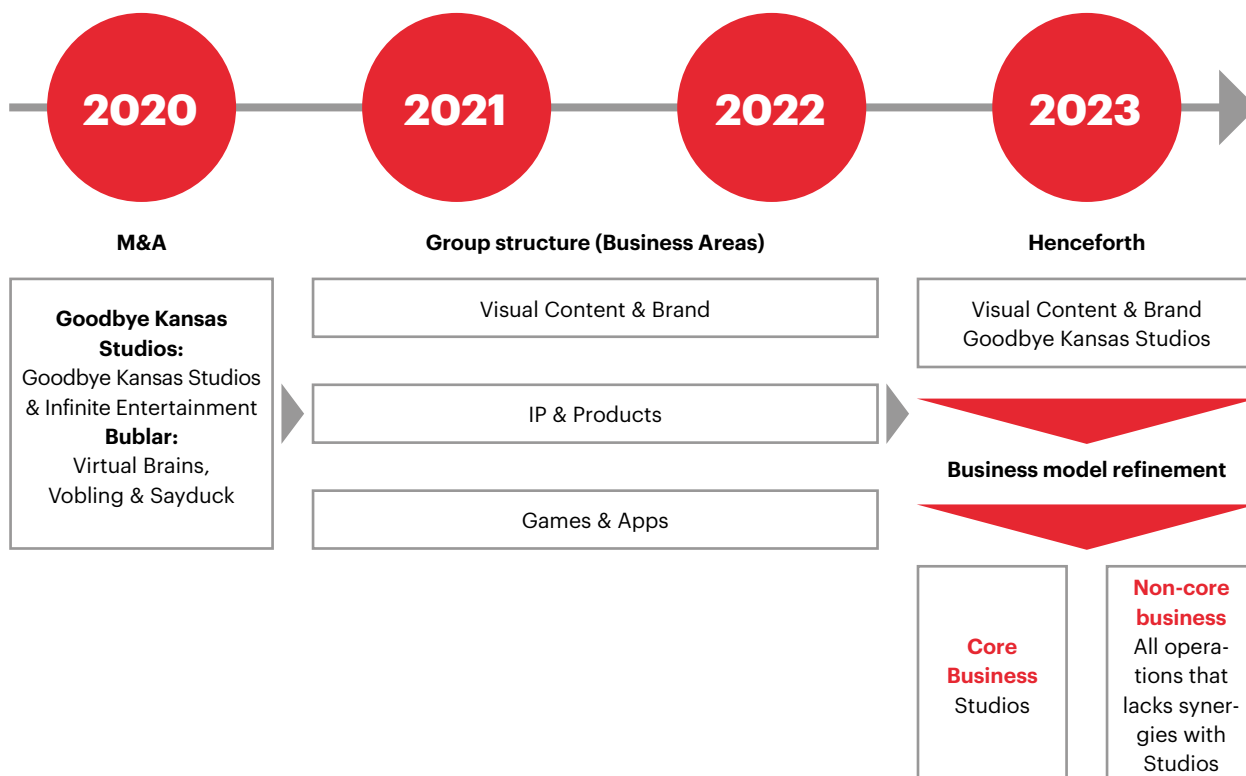 2020
2021
2022
2023
M&A
Group structure (Business Areas)
Henceforth
Goodbye Kansas
Studios:
Goodbye Kansas Studios
& Infinite Entertainment
Bublar:
Virtual Brains,
Vobling & Sayduck
Visual Content & Brand
IP & Products
Games & Apps
Visual Content & Brand
Goodbye Kansas Studios
Business model refinement
Core
Business
Studios
Non-core
business
All opera-
tions that
lacks syner-
gies with
Studios